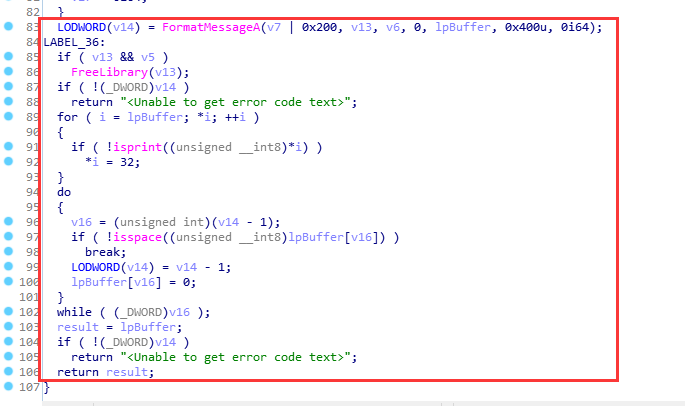 82 }
83 LODWORD(v14) = FormatMessageA(v7 | 0x200, v13, v6, 0, lpBuffer, 0x400u, 0i64);
84 LABEL_36:
85 if ( v13 && v5 )
86 FreeLibrary(v13);
87 if ( !(_DWORD)v14 )
88 return "<Unable to get error code text>";
89 for ( i = lpBuffer; *i; ++i )
90 {
91 if ( !isprint((unsigned __int8)*i) )
92 *i = 32;
93 }
94 do
95 {
96 v16 = (unsigned int)(v14 - 1);
97 if ( !isspace((unsigned __int8)lpBuffer[v16]) )
98 break;
99 LODWORD(v14) = v14 - 1;
100 lpBuffer[v16] = 0;
101 }
102 while ( (_DWORD)v16 );
103 result = lpBuffer;
104 if ( !(_DWORD)v14 )
105 return "<Unable to get error code text>";
106 return result;
107 }